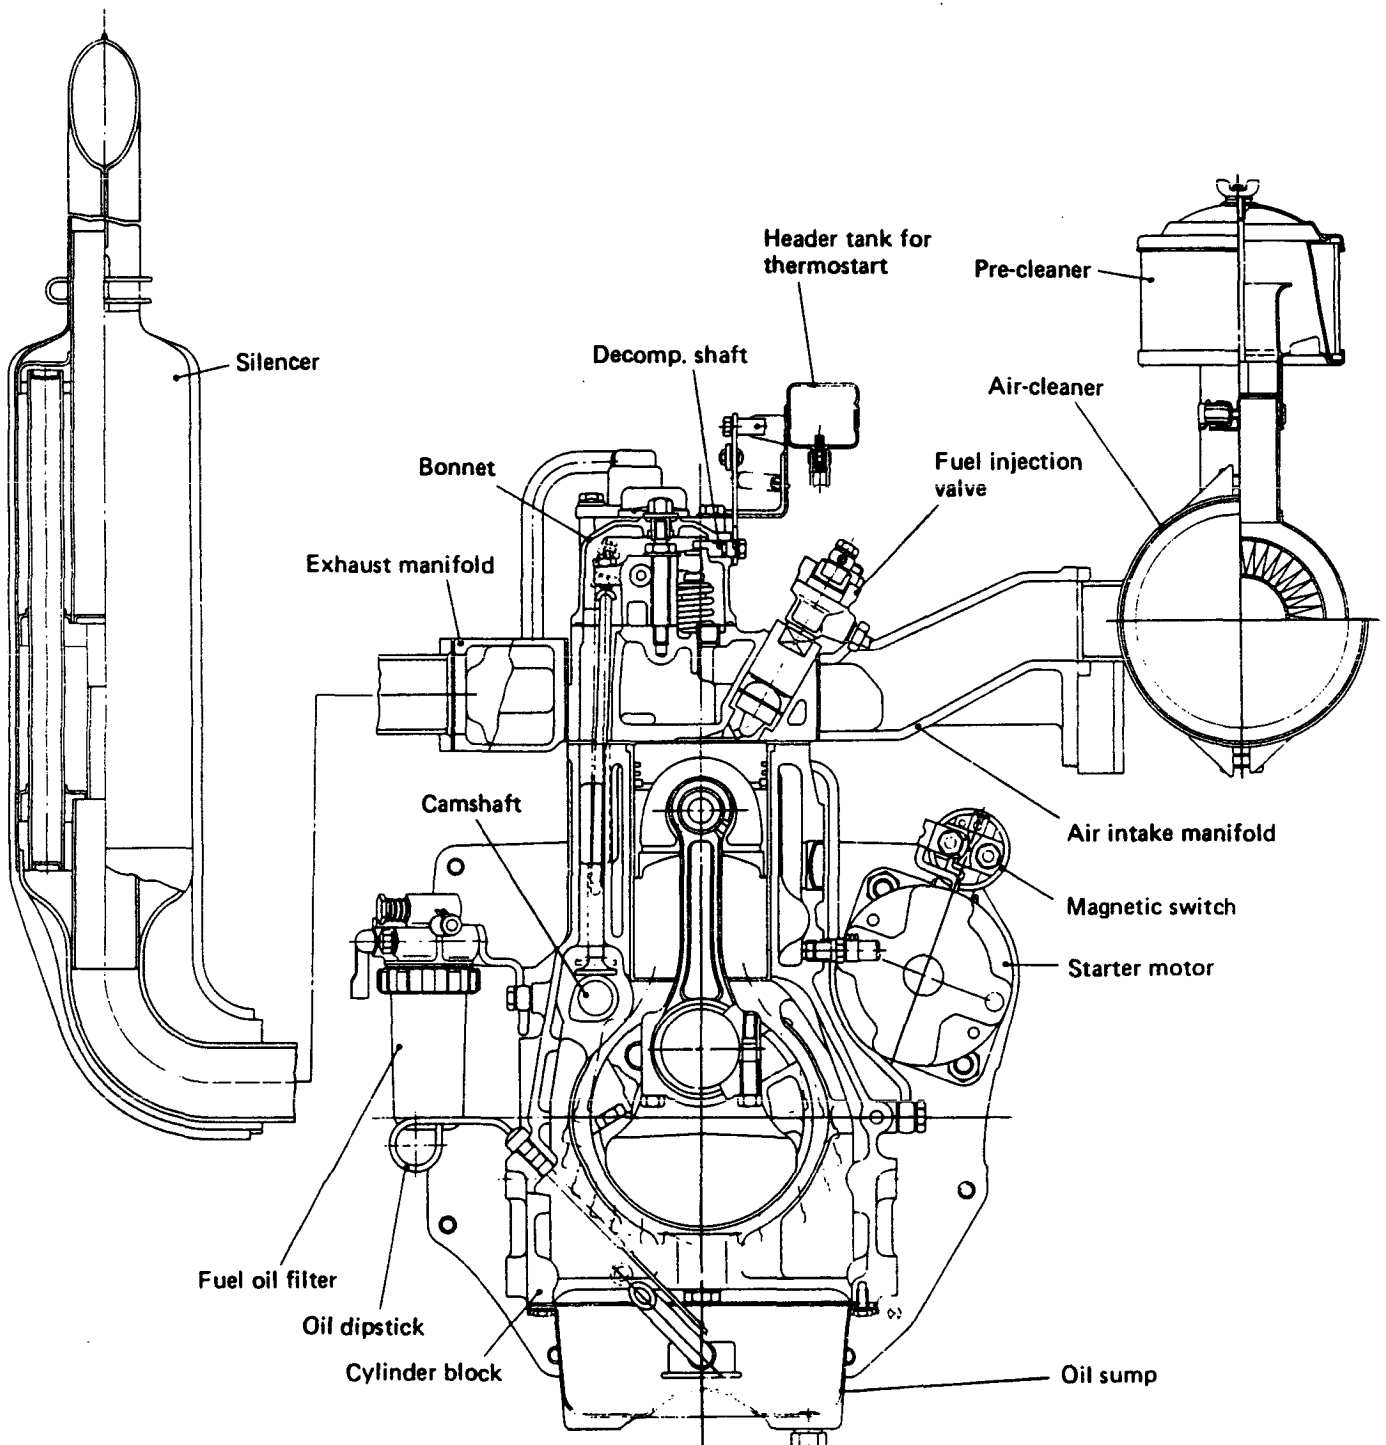 Header tank for
thermostart
Pre-cleaner
Silencer
Decomp. shaft
Air-cleaner
Bonnet
Fuel injection
valve
Exhaust manifold
Camshaft
Air intake manifold
Magnetic switch
Starter motor
Fuel oil filter
Oil dipstick
Cylinder block
Oil sump